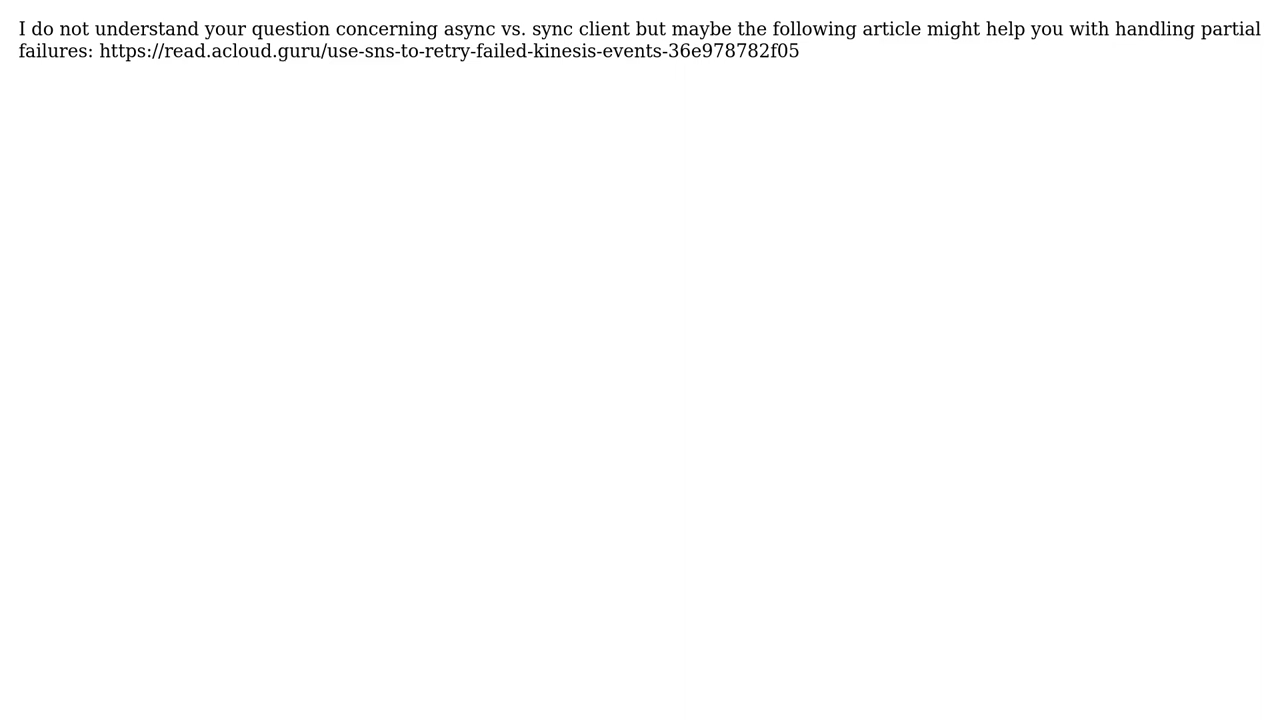 I do not understand your question concerning async vs. sync client but maybe the following article might help you with handling partial
failures: https://read.acloud.guru/use-sns-to-retry-failed-kinesis-events-36e978782f05